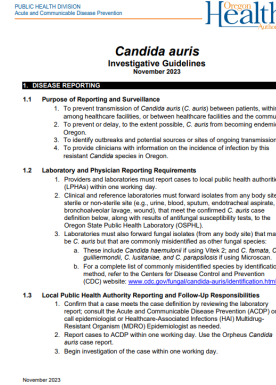 PUBLIC HEALTH DIVISION
Acute and Communicable Disease Prevention
Oregon
Health
Candida auris
Investigative Guidelines
November 2023
1. DISEASE REPORTING
1.1 Purpose of Reporting and Surveillance
1. To prevent transmission of Candida auris (C. auris) between patients, within
among healthcare facilities, or between healthcare facilities and the commu
2. To prevent or delay, to the extent possible, C. auris from becoming endemic
Oregon.
3. To identify outbreaks and potential sources or sites of ongoing transmission
4. To provide clinicians with information on the incidence of infection by this
resistant Candida species in Oregon.
1.2 Laboratory and Physician Reporting Requirements
1. Providers and laboratories must report cases to local public health authoritie
(LPHAs) within one working day.
2. Clinical and reference laboratories must forward isolates from any body site
sterile or non-sterile site (e.g., urine, blood, sputum, endotracheal aspirate,
bronchoalveolar lavage, wound), that meet the confirmed C. auris case
definition below, along with results of antifungal susceptibility tests, to the
Oregon State Public Health Laboratory (OSPHL).
3. Laboratories must also forward fungal isolates (from any body site) that ma
be C. auris but that are commonly misidentified as other fungal species:
a. These include Candida haemulonii if using Vitek 2; and C. famata, C.
guilliermondii, C. lusitaniae, and C. parapsilosis if using Microscan.
b. For a complete list of commonly misidentified species by identificatio
method, refer to the Centers for Disease Control and Prevention
(CDC) website: www.cdc.gov/fungal/candida-auris/identification.html
1.3 Local Public Health Authority Reporting and Follow-Up Responsibilities
1. Confirm that a case meets the case definition by reviewing the laboratory
report; consult the Acute and Communicable Disease Prevention (ACDP) on
call epidemiologist or Healthcare-Associated Infections (HAI) Multidrug-
Resistant Organism (MDRO) Epidemiologist as needed.
2. Report cases to ACDP within one working day. Use the Orpheus Candida
auris case report.
3. Begin investigation of the case within one working day.
November 2023